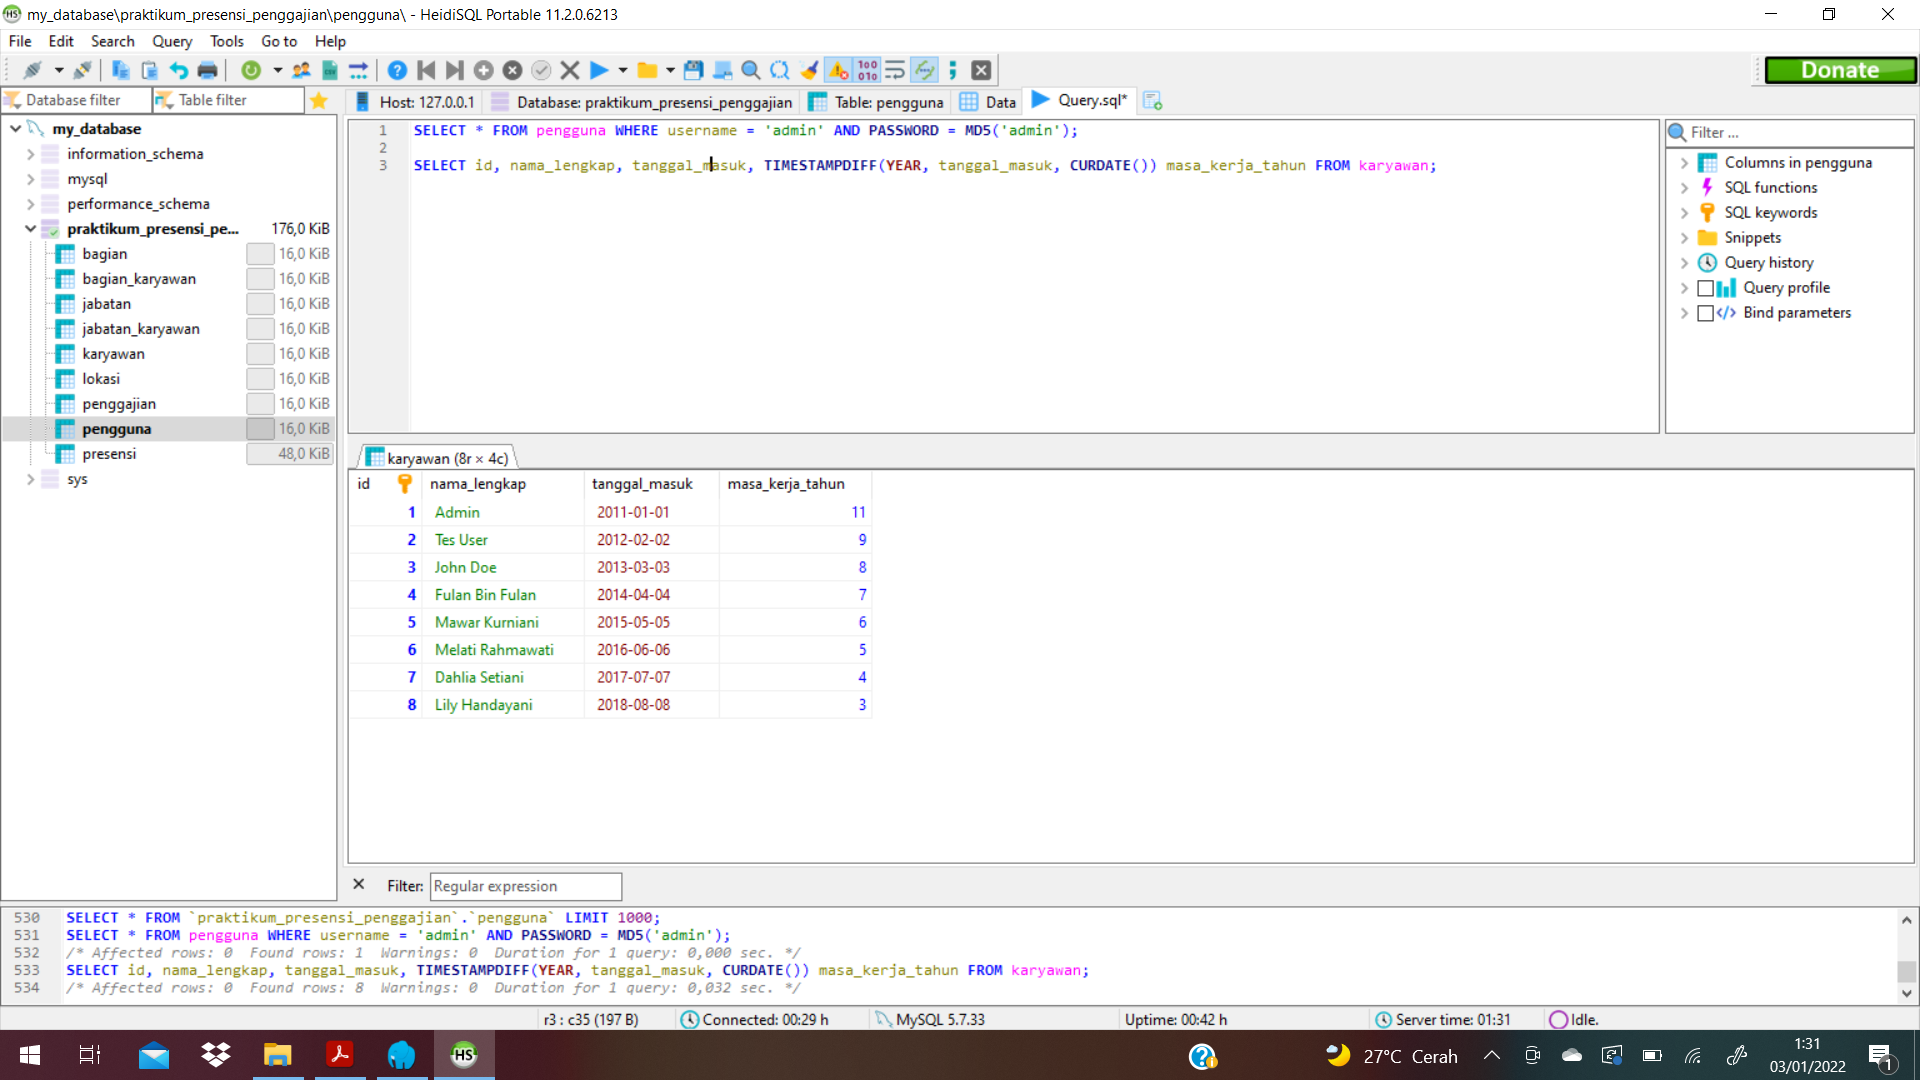 my_database\praktikum_presensi_penggajian\pengguna\ - HeidiSQL Portable 11.2.0.6213
File Edit Search Query Tools Go to Help
Donate
Database filter Table filter
Host: 127.0.0.1 Database: praktikum_presensi_penggajian Table: pengguna Data Query.sql*
my_database
information_schema
mysql
performance_schema
praktikum_presensi_pe... 176,0 KiB
bagian 16,0 KiB
bagian_karyawan 16,0 KiB
jabatan 16,0 KiB
jabatan_karyawan 16,0 KiB
karyawan 16,0 KiB
lokasi 16,0 KiB
penggajian 16,0 KiB
pengguna 16,0 KiB
presensi 48,0 KiB
sys
1 SELECT * FROM pengguna WHERE username = 'admin' AND PASSWORD = MD5('admin');
2
3 SELECT id, nama_lengkap, tanggal_masuk, TIMESTAMPDIFF(YEAR, tanggal_masuk, CURDATE()) masa_kerja_tahun FROM karyawan;
Filter ...
Columns in pengguna
SQL functions
SQL keywords
Snippets
Query history
Query profile
Bind parameters
karyawan (8r × 4c)
id nama_lengkap tanggal_masuk masa_kerja_tahun
1 Admin 2011-01-01 11
2 Tes User 2012-02-02 9
3 John Doe 2013-03-03 8
4 Fulan Bin Fulan 2014-04-04 7
5 Mawar Kurniani 2015-05-05 6
6 Melati Rahmawati 2016-06-06 5
7 Dahlia Setiani 2017-07-07 4
8 Lily Handayani 2018-08-08 3
Filter: Regular expression
530 SELECT * FROM `praktikum_presensi_penggajian`.`pengguna` LIMIT 1000;
531 SELECT * FROM pengguna WHERE username = 'admin' AND PASSWORD = MD5('admin');
532 /* Affected rows: 0 Found rows: 1 Warnings: 0 Duration for 1 query: 0,000 sec. */
533 SELECT id, nama_lengkap, tanggal_masuk, TIMESTAMPDIFF(YEAR, tanggal_masuk, CURDATE()) masa_kerja_tahun FROM karyawan;
534 /* Affected rows: 0 Found rows: 8 Warnings: 0 Duration for 1 query: 0,032 sec. */
r3 : c35 (197 B) Connected: 00:29 h MySQL 5.7.33 Uptime: 00:42 h Server time: 01:31 Idle.
HS 27°C Cerah 1:31
03/01/2022 1